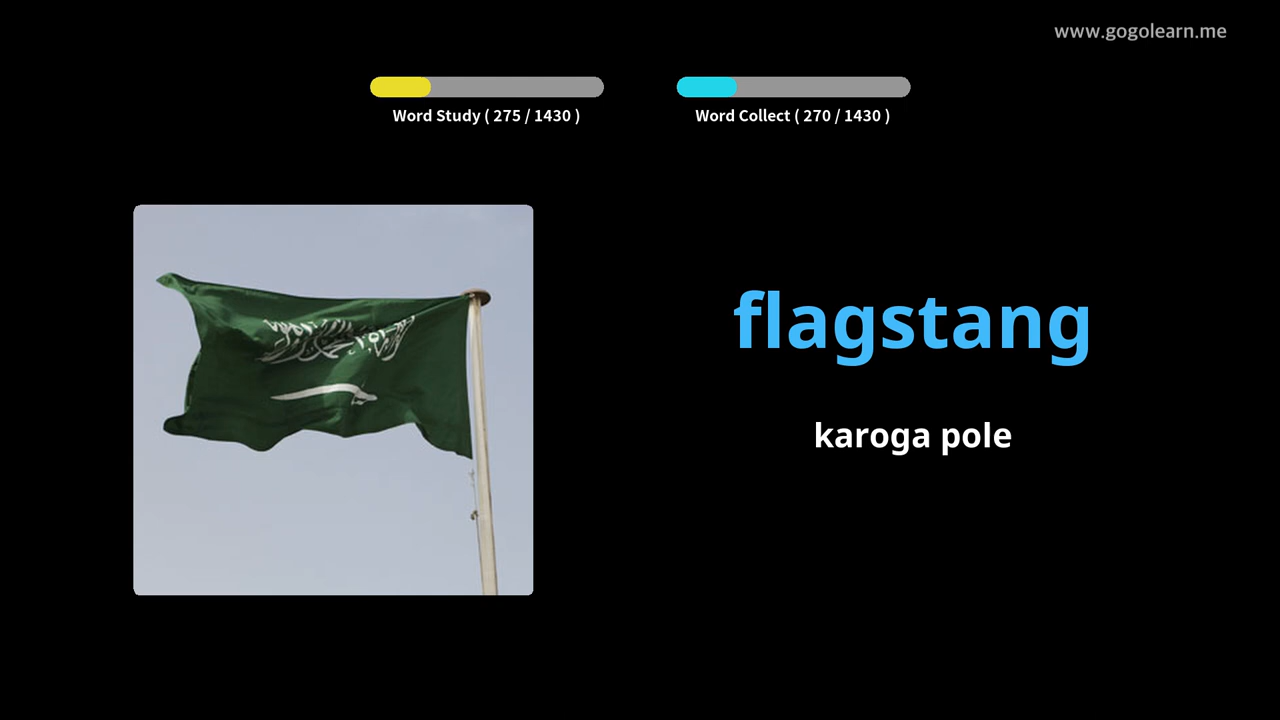 www.gogolearn.me
Word Study ( 275 / 1430 )
Word Collect ( 270 / 1430 )
flagstang
karoga pole